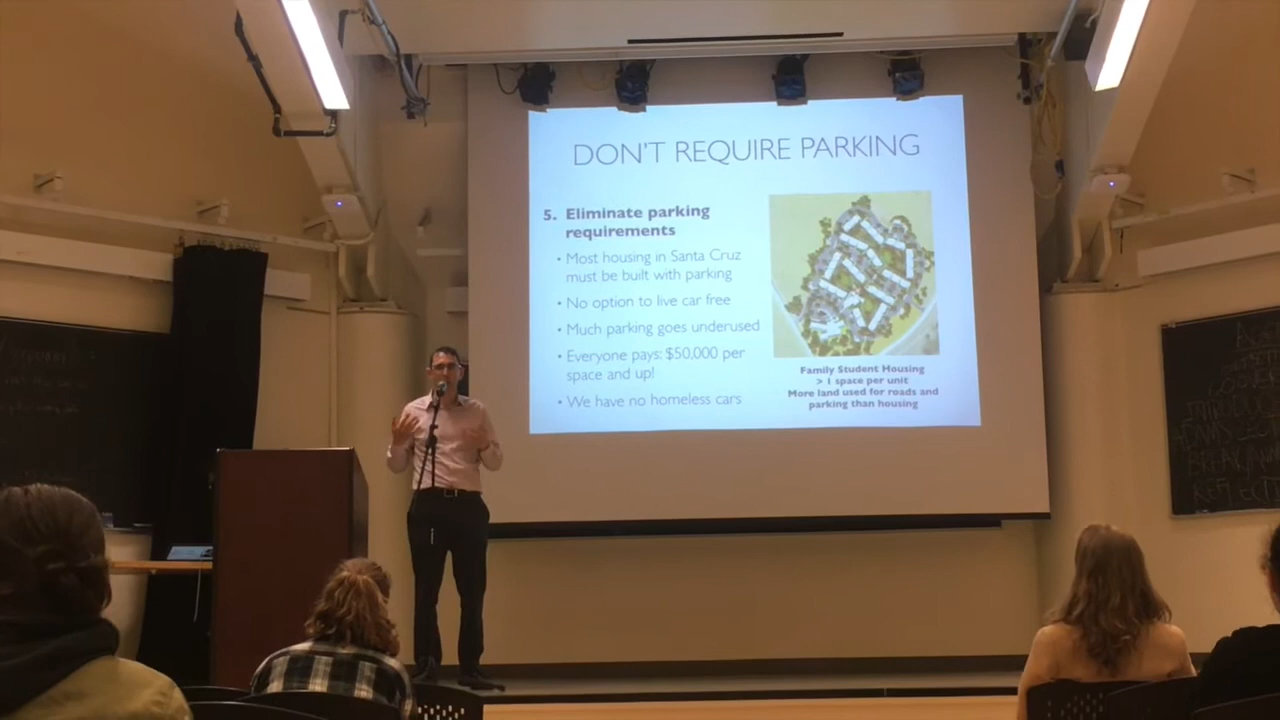 DON'T REQUIRE PARKING
5. Eliminate parking
requirements
• Most housing in Santa Cruz
must be built with parking
• No option to live car free
• Much parking goes underused
• Everyone pays: $50,000 per
space and up!
• We have no homeless cars
Family Student Housing
> 1 space per unit
More land used for roads and
parking than housing